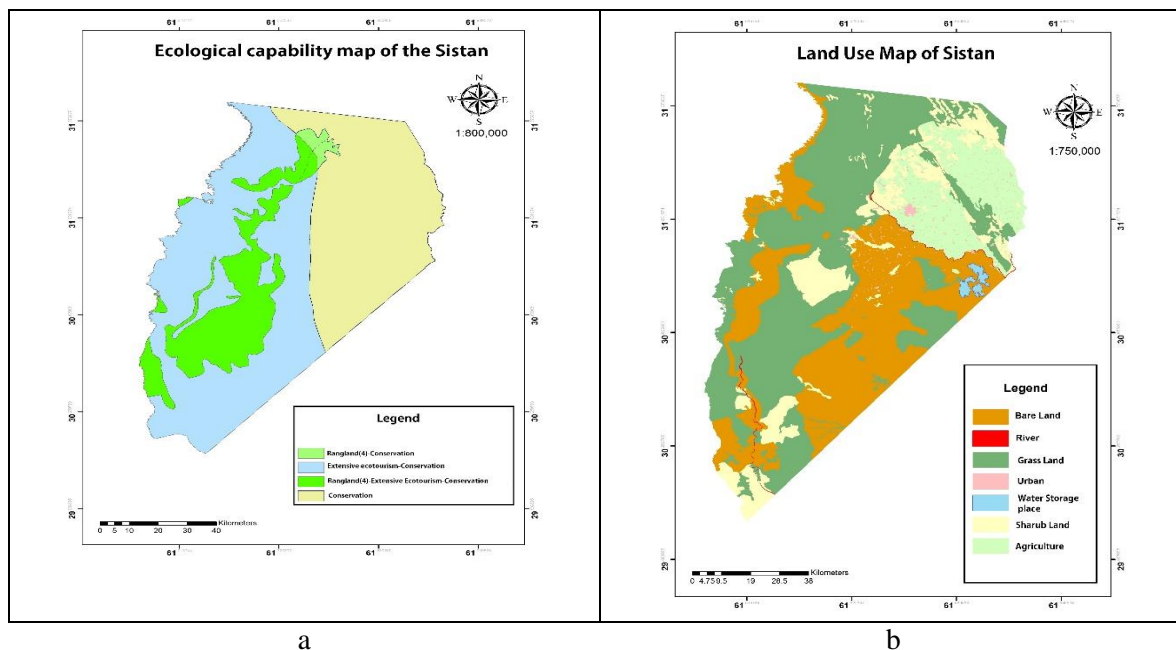 Ecological capability map of the Sistan
N
W E
S
1:800,000
61 61 61 61
31
31
30
30
29
31
31
30
30
29
Legend
Rangland(4)-Conservation
Extensive ecotourism-Conservation
Rangland(4)-Extensive Ecotourism-Conservation
Conservation
Kilometers
0 5 10 20 30 40
61 61 61 61
a
Land Use Map of Sistan
N
W E
S
1:750,000
61 61 61 61
31
31
30
30
29
31
31
30
30
29
Legend
Bare Land
River
Grass Land
Urban
Water Storage
place
Sharub Land
Agriculture
Kilometers
0 4.75 9.5 19 28.5 38
61 61 61 61
b